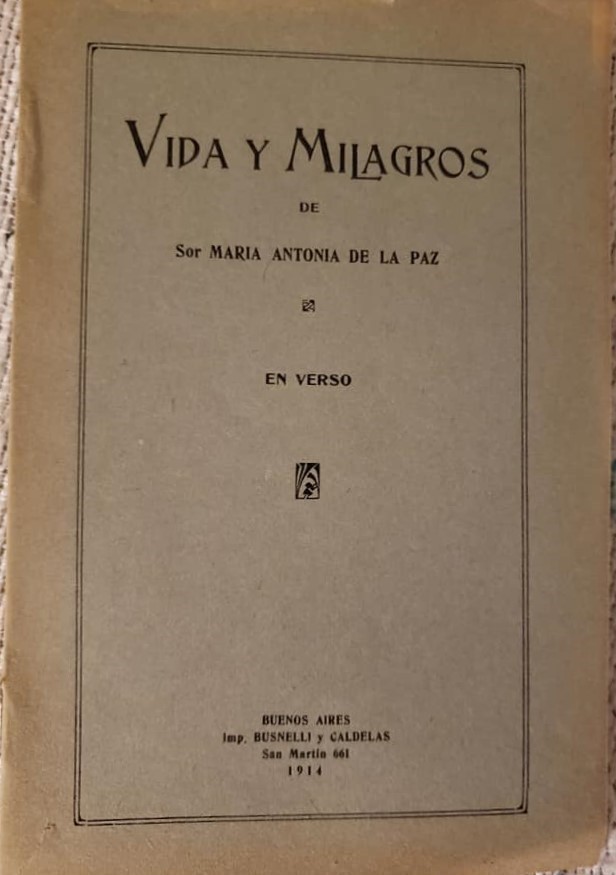 VIDA Y MILAGROS
DE
Sor MARIA ANTONIA DE LA PAZ
EN VERSO
BUENOS AIRES
Imp. BUSNELLI y CALDELAS
San Martín 661
1914